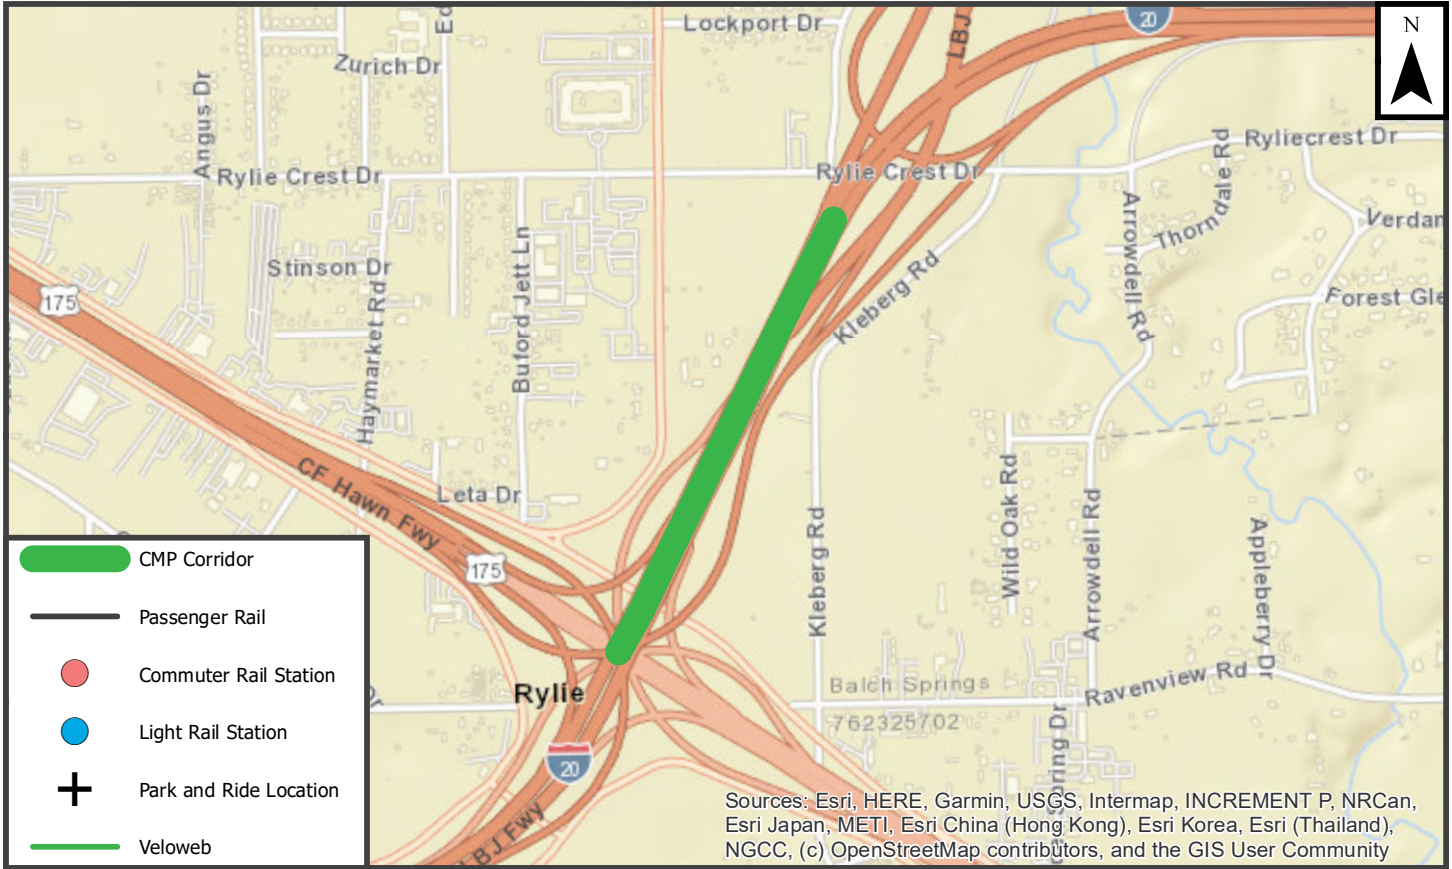 Lockport Dr
LBJ
20
N
Ed
Zurich Dr
Angus Dr
Rylie Crest Dr
Rylie Crest Dr
Ryliecrest Dr
Thorndale Rd
Arrowdell Rd
Verdan
Stinson Dr
Buford Jett Ln
Kleberg Rd
Forest Gle
175
Haymarket Rd
CF Hawn Fwy
Leta Dr
175
Kleberg Rd
Wild Oak Rd
Arrowdell Rd
Appleberry Dr
Rylie
Balch Springs
762325702
Ravenview Rd
Dr
20
LBJ Fwy
Spring Dr
CMP Corridor
Passenger Rail
Commuter Rail Station
Light Rail Station
Park and Ride Location
Veloweb
Sources: Esri, HERE, Garmin, USGS, Intermap, INCREMENT P, NRCan,
Esri Japan, METI, Esri China (Hong Kong), Esri Korea, Esri (Thailand),
NGCC, (c) OpenStreetMap contributors, and the GIS User Community